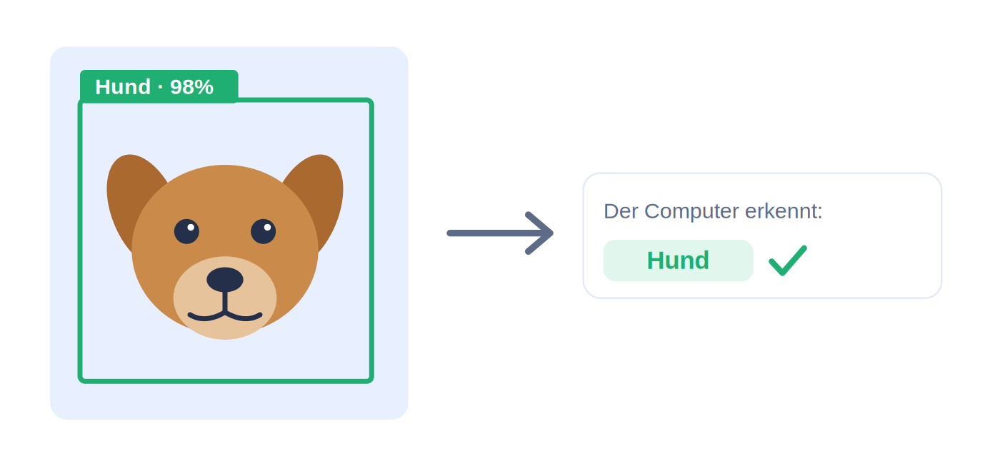 Hund · 98%
Der Computer erkennt:
Hund